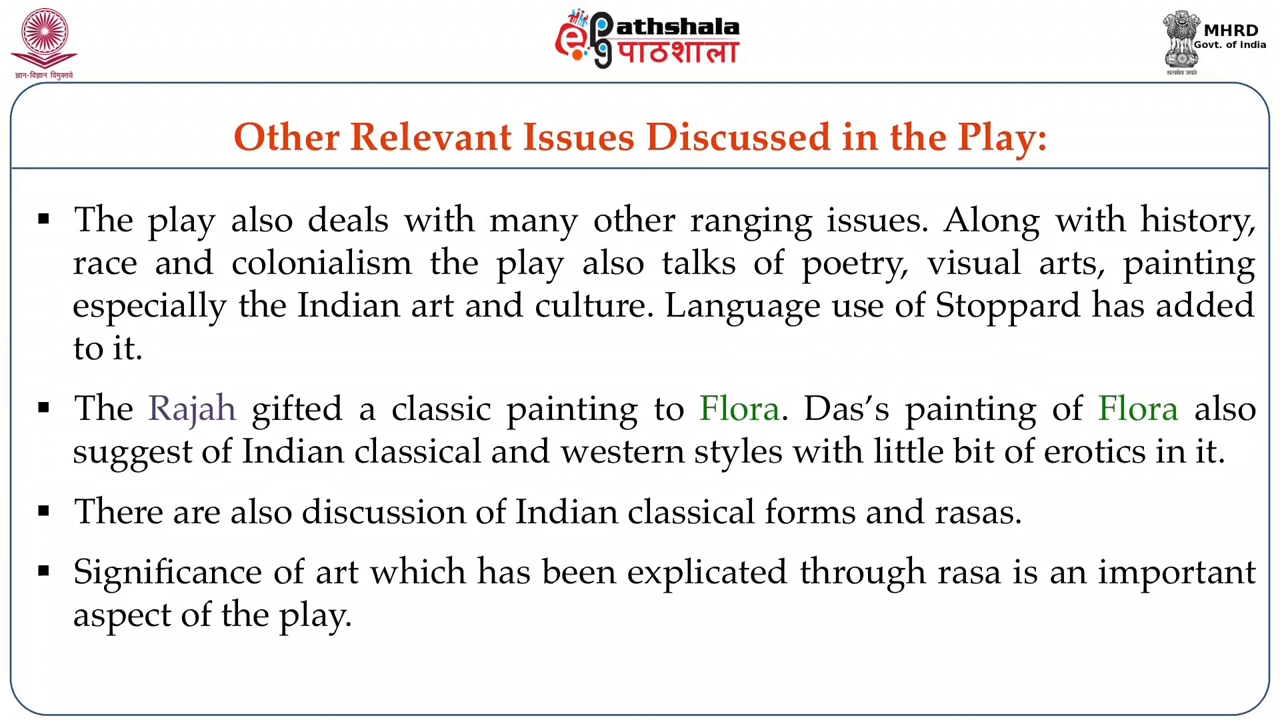 ज्ञान-विज्ञान विमुक्तये
ePathshala
पाठशाला
सत्यमेव जयते
MHRD
Govt. of India
Other Relevant Issues Discussed in the Play:
▪ The play also deals with many other ranging issues. Along with history,
race and colonialism the play also talks of poetry, visual arts, painting
especially the Indian art and culture. Language use of Stoppard has added
to it.
▪ The Rajah gifted a classic painting to Flora. Das’s painting of Flora also
suggest of Indian classical and western styles with little bit of erotics in it.
▪ There are also discussion of Indian classical forms and rasas.
▪ Significance of art which has been explicated through rasa is an important
aspect of the play.